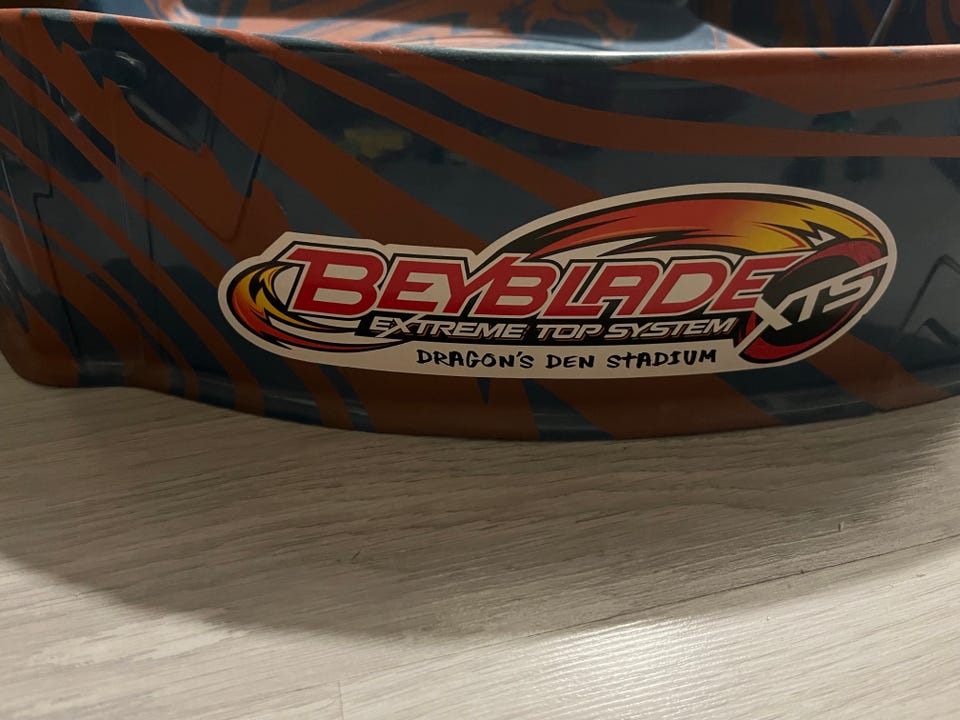 BEYBLADE
XTS
EXTREME TOP SYSTEM
DRAGON'S DEN STADIUM